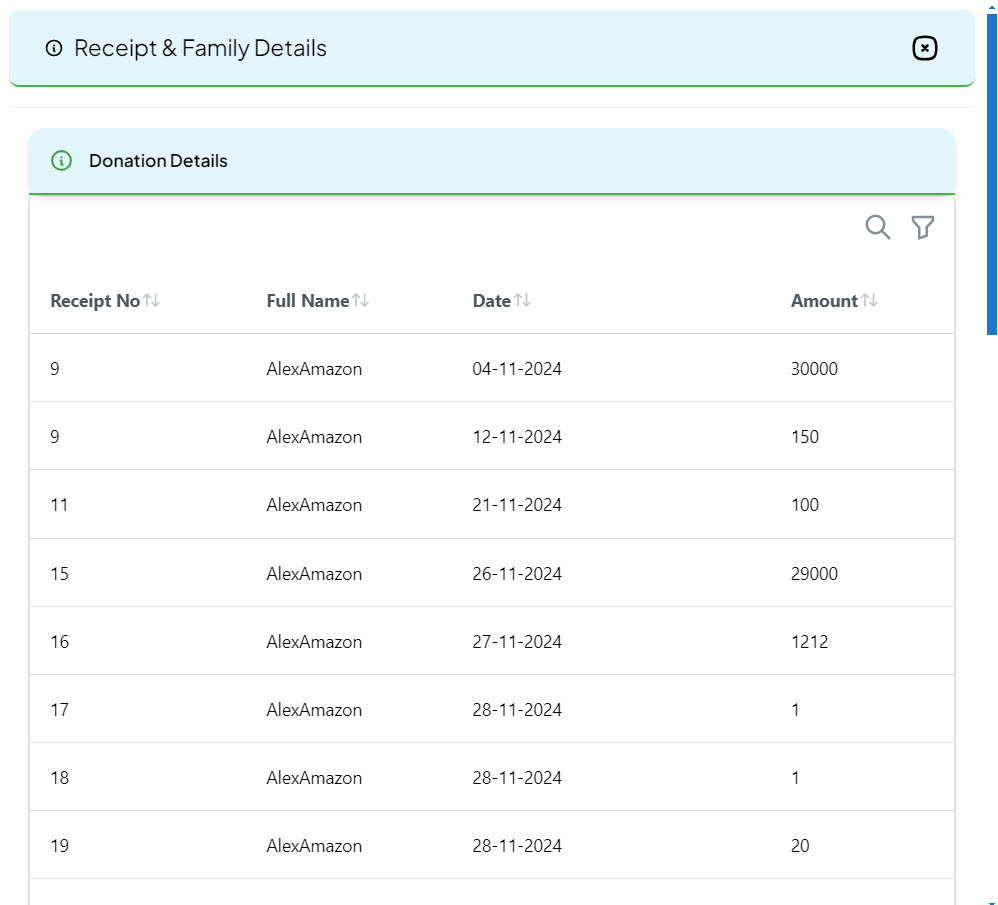 Receipt & Family Details
Donation Details
Receipt No Full Name Date Amount
9 AlexAmazon 04-11-2024 30000
9 AlexAmazon 12-11-2024 150
11 AlexAmazon 21-11-2024 100
15 AlexAmazon 26-11-2024 29000
16 AlexAmazon 27-11-2024 1212
17 AlexAmazon 28-11-2024 1
18 AlexAmazon 28-11-2024 1
19 AlexAmazon 28-11-2024 20